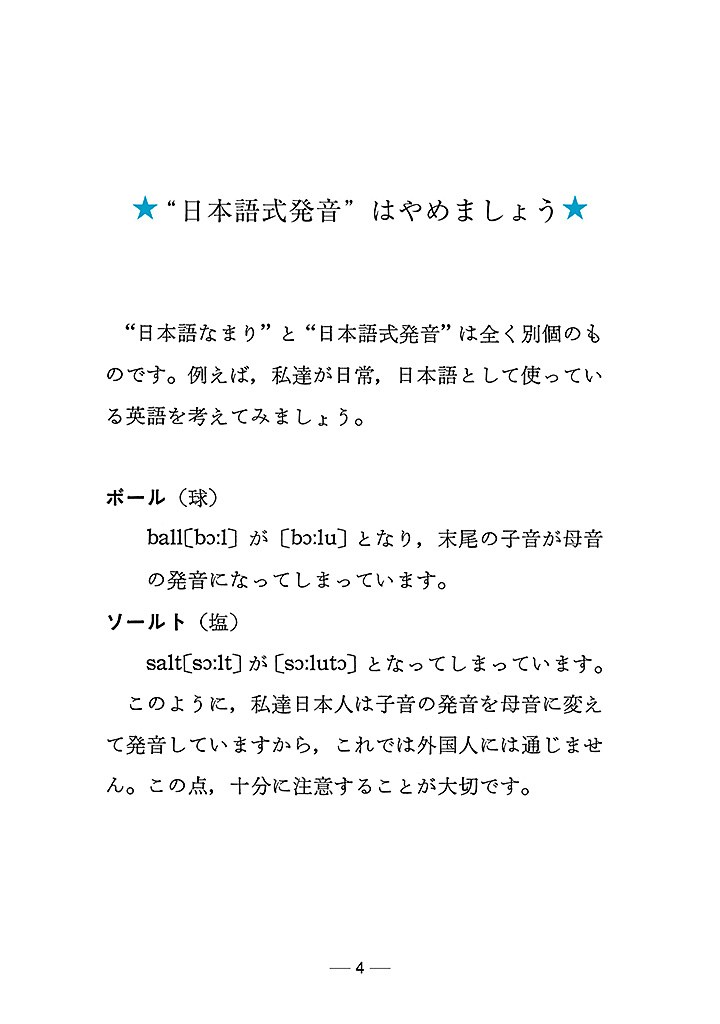 ★“日本語式発音”はやめましょう★
“日本語なまり”と“日本語式発音”は全く別個のも
のです。例えば，私達が日常，日本語として使ってい
る英語を考えてみましょう。
ボール（球）
ball〔bɔ:l〕が〔bɔ:lu〕となり，末尾の子音が母音
の発音になってしまっています。
ソールト（塩）
salt〔sɔ:lt〕が〔sɔ:lutɔ〕となってしまっています。
このように，私達日本人は子音の発音を母音に変え
て発音していますから，これでは外国人には通じませ
ん。この点，十分に注意することが大切です。
— 4 —